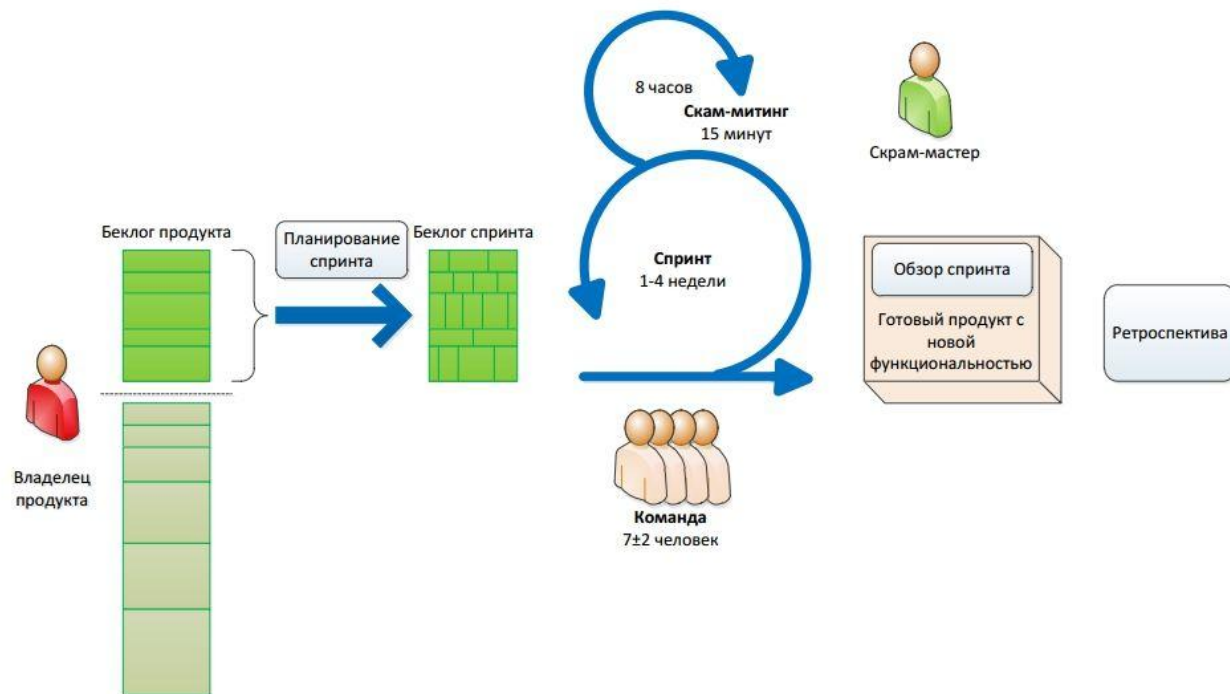 8 часов
Скам-митинг
15 минут
Скрам-мастер
Беклог продукта
Планирование
спринта
Беклог спринта
Спринт
1-4 недели
Обзор спринта
Готовый продукт с
новой
функциональностью
Ретроспектива
Владелец
продукта
Команда
7±2 человек